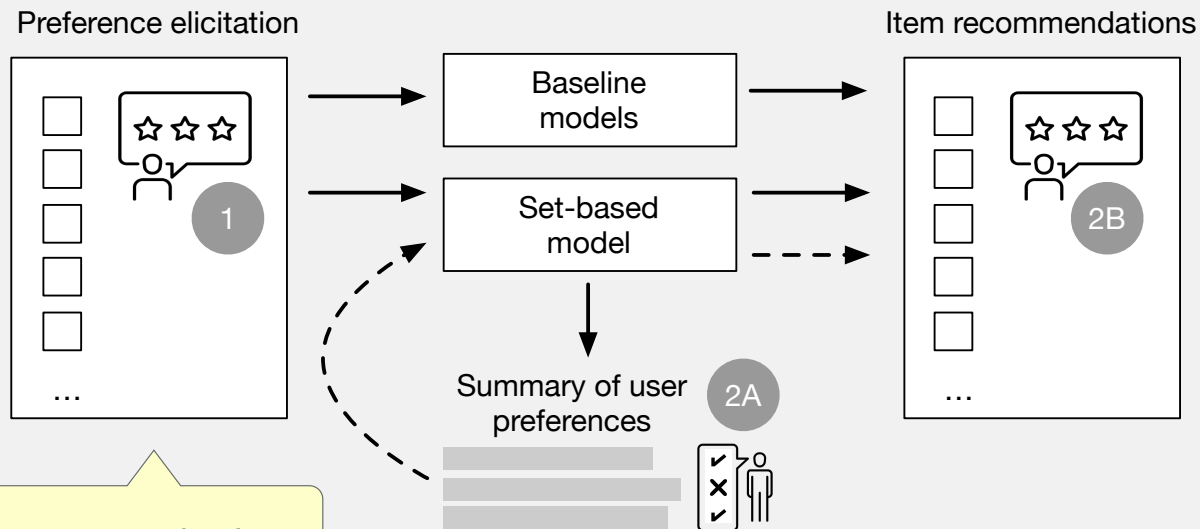 Preference elicitation
Item recommendations
Baseline
models
1
Set-based
model
2B
...
Summary of user
preferences
2A
...